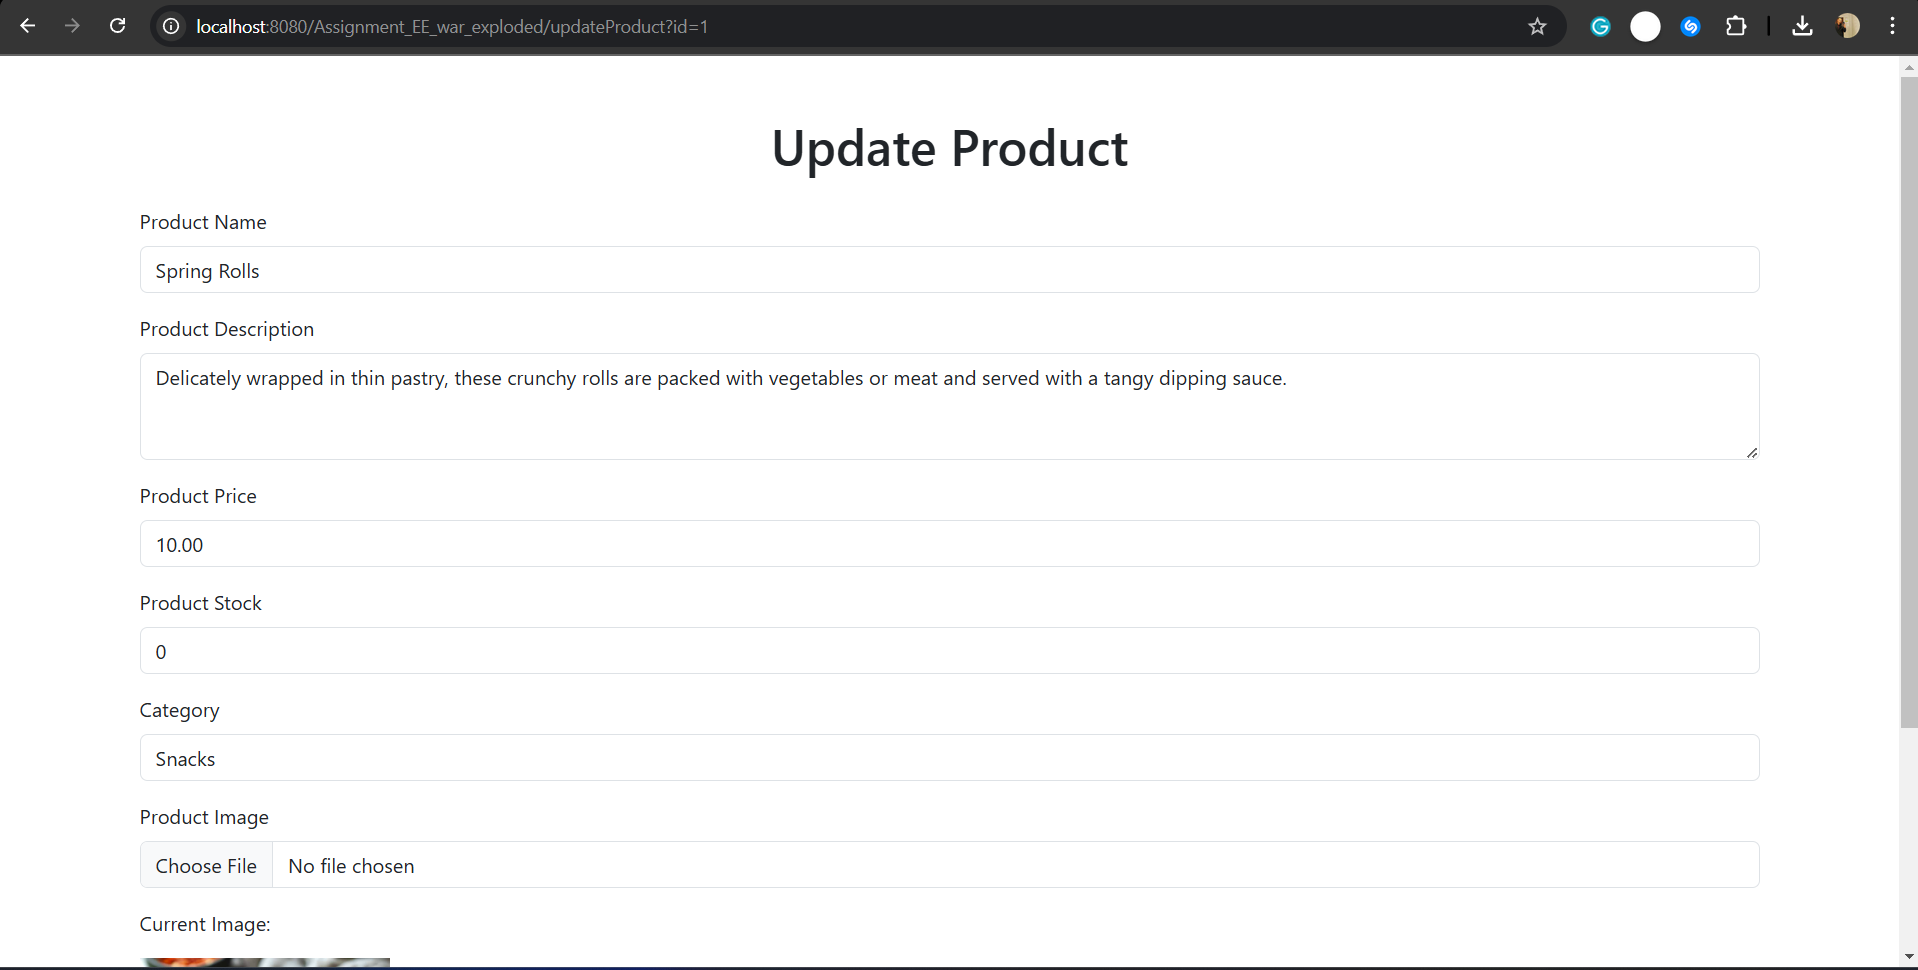 localhost:8080/Assignment_EE_war_exploded/updateProduct?id=1
Update Product
Product Name
Spring Rolls
Product Description
Delicately wrapped in thin pastry, these crunchy rolls are packed with vegetables or meat and served with a tangy dipping sauce.
Product Price
10.00
Product Stock
0
Category
Snacks
Product Image
Choose File No file chosen
Current Image: